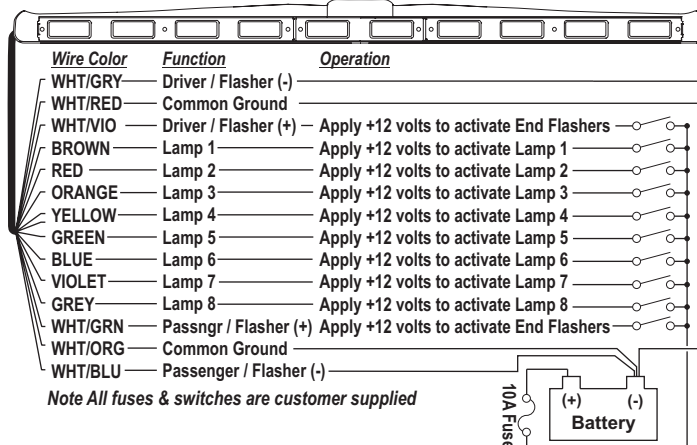 Wire Color Function Operation
WHT/GRY Driver / Flasher (-)
WHT/RED Common Ground
WHT/VIO Driver / Flasher (+) Apply +12 volts to activate End Flashers
BROWN Lamp 1 Apply +12 volts to activate Lamp 1
RED Lamp 2 Apply +12 volts to activate Lamp 2
ORANGE Lamp 3 Apply +12 volts to activate Lamp 3
YELLOW Lamp 4 Apply +12 volts to activate Lamp 4
GREEN Lamp 5 Apply +12 volts to activate Lamp 5
BLUE Lamp 6 Apply +12 volts to activate Lamp 6
VIOLET Lamp 7 Apply +12 volts to activate Lamp 7
GREY Lamp 8 Apply +12 volts to activate Lamp 8
WHT/GRN Passngr / Flasher (+) Apply +12 volts to activate End Flashers
WHT/ORG Common Ground
WHT/BLU Passenger / Flasher (-)
Note All fuses & switches are customer supplied
10A Fuse
(+) (-)
Battery